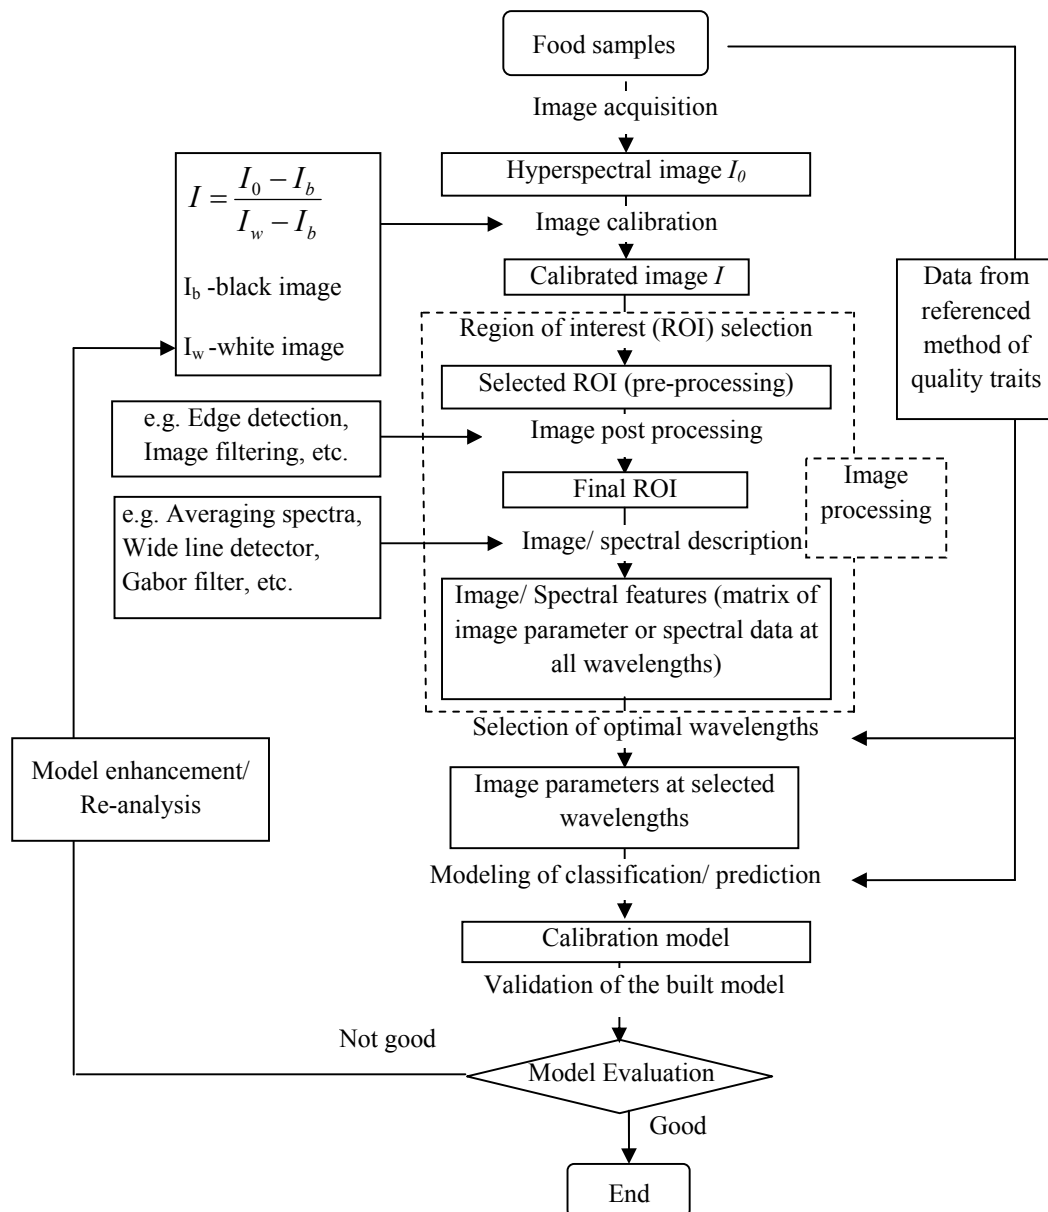 Food samples
Image acquisition
Hyperspectral image I₀
I = (I₀ − I_b) / (I_w − I_b)
I_b -black image
I_w -white image
Image calibration
Calibrated image I
Data from
referenced
method of
quality traits
Region of interest (ROI) selection
Selected ROI (pre-processing)
e.g. Edge detection,
Image filtering, etc.
Image post processing
Final ROI
Image
processing
e.g. Averaging spectra,
Wide line detector,
Gabor filter, etc.
Image/ spectral description
Image/ Spectral features (matrix of
image parameter or spectral data at
all wavelengths)
Selection of optimal wavelengths
Model enhancement/
Re-analysis
Image parameters at selected
wavelengths
Modeling of classification/ prediction
Calibration model
Validation of the built model
Not good
Model Evaluation
Good
End